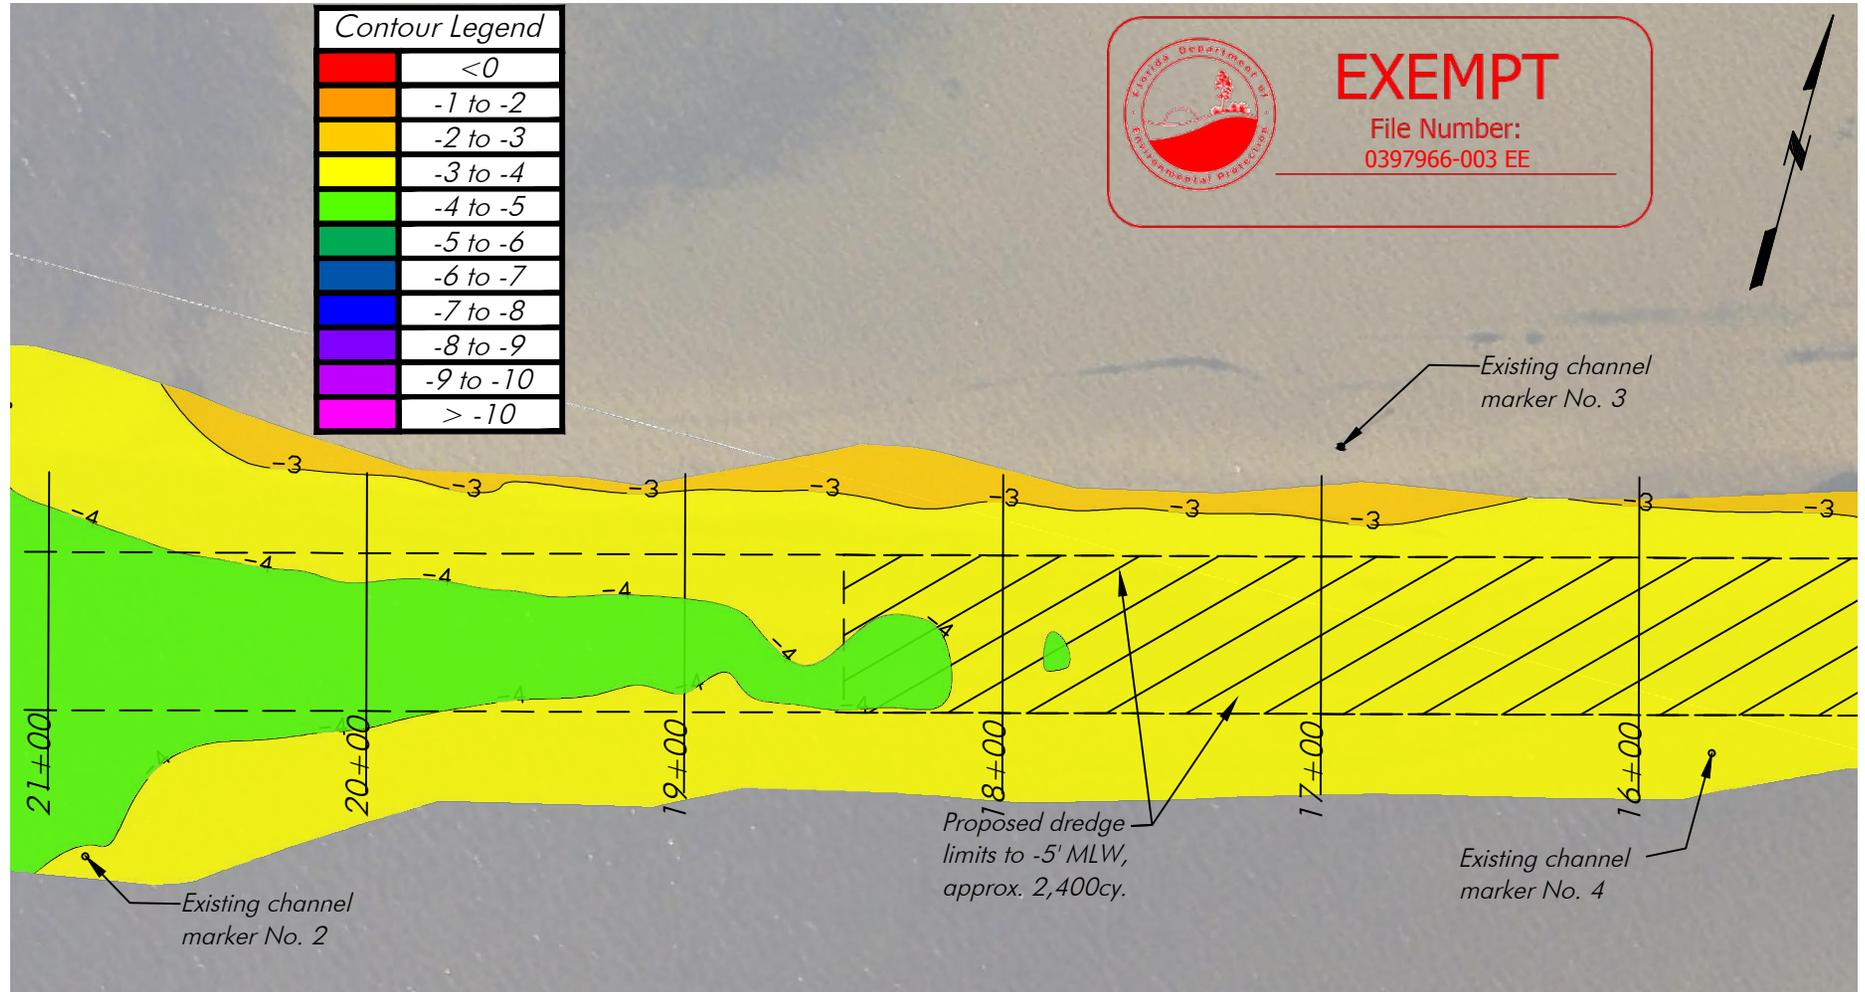 Contour Legend
<0
-1 to -2
-2 to -3
-3 to -4
-4 to -5
-5 to -6
-6 to -7
-7 to -8
-8 to -9
-9 to -10
> -10
Florida Department of
Environmental Protection
EXEMPT
File Number:
0397966-003 EE
N
Existing channel
marker No. 3
-3
-3
-3
-3
-3
-3
-3
-3
-3
-4
-4
-4
-4
-4
-4
-4
-4
-4
-4
-4
21+00
20+00
19+00
18+00
17+00
16+00
Proposed dredge
limits to -5' MLW,
approx. 2,400cy.
Existing channel
marker No. 4
Existing channel
marker No. 2